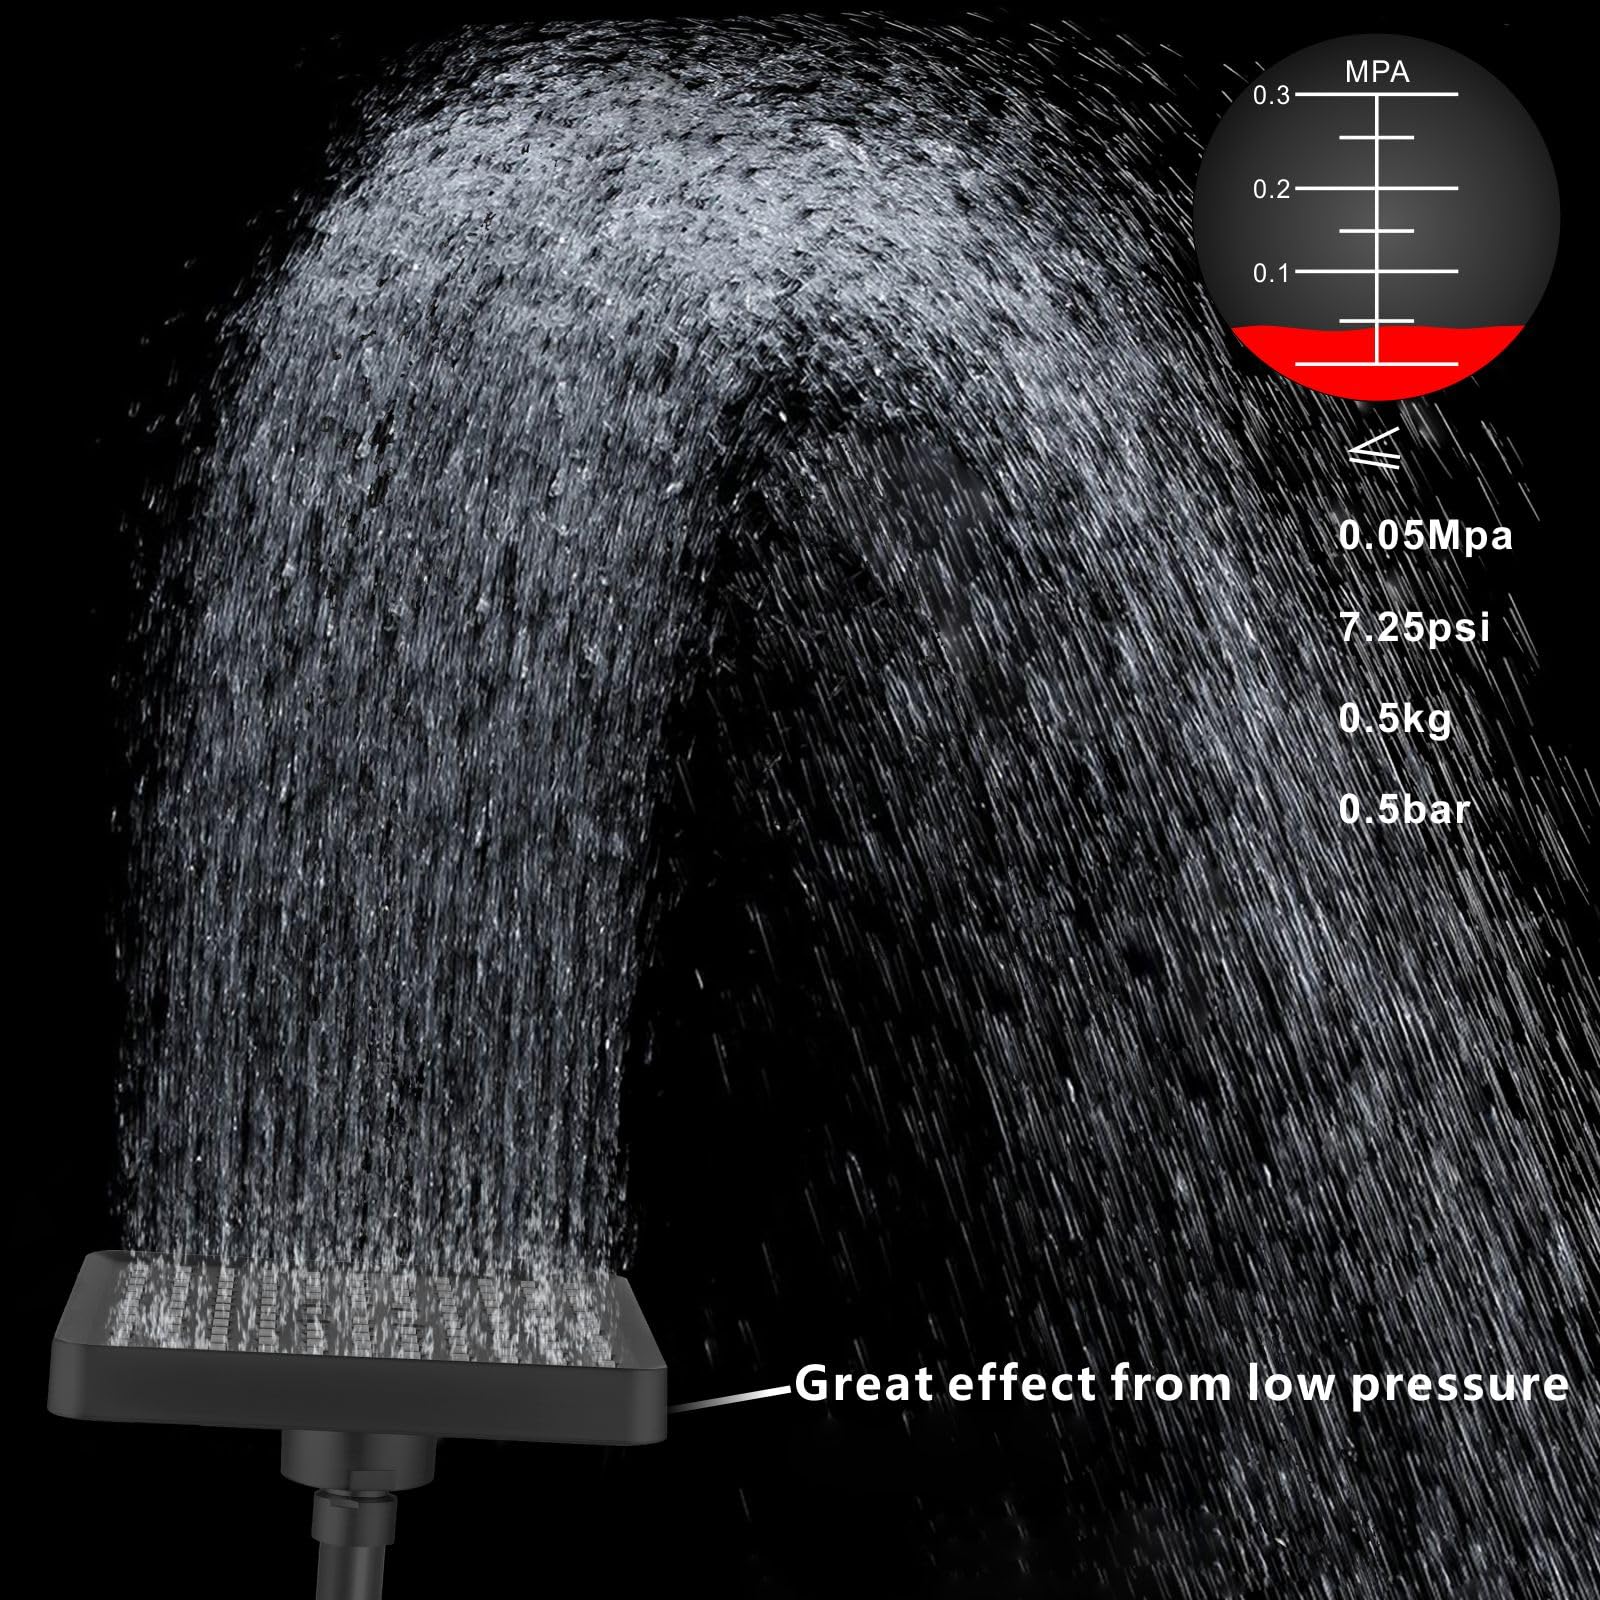 MPA
0.3
0.2
0.1
≤
0.05Mpa
7.25psi
0.5kg
0.5bar
Great effect from low pressure